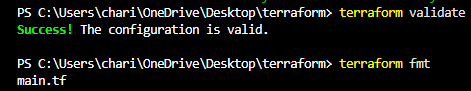 PS C:\Users\chari\OneDrive\Desktop\terraform> terraform validate
Success! The configuration is valid.
PS C:\Users\chari\OneDrive\Desktop\terraform> terraform fmt
main.tf